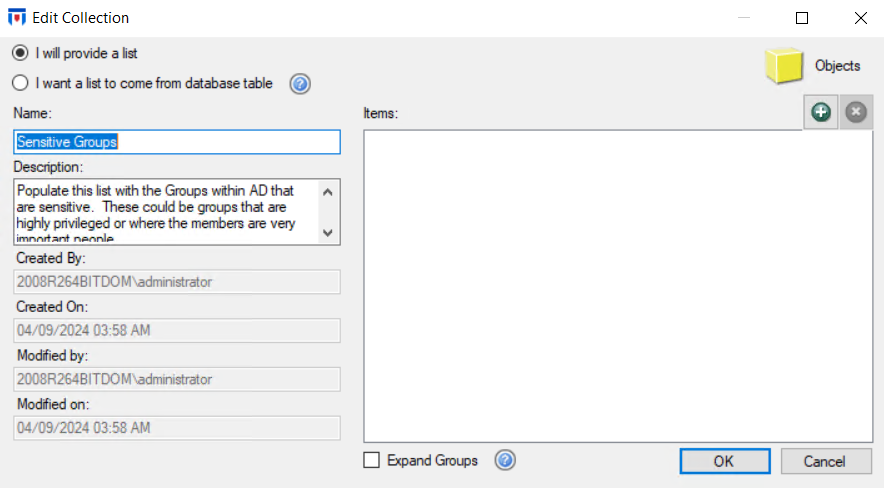 Edit Collection
I will provide a list
I want a list to come from database table
Objects
Name:
Items:
Sensitive Groups
Description:
Populate this list with the Groups within AD that
are sensitive.  These could be groups that are
highly privileged or where the members are very
important people
Created By:
2008R264BITDOM\administrator
Created On:
04/09/2024 03:58 AM
Modified by:
2008R264BITDOM\administrator
Modified on:
04/09/2024 03:58 AM
Expand Groups
OK
Cancel